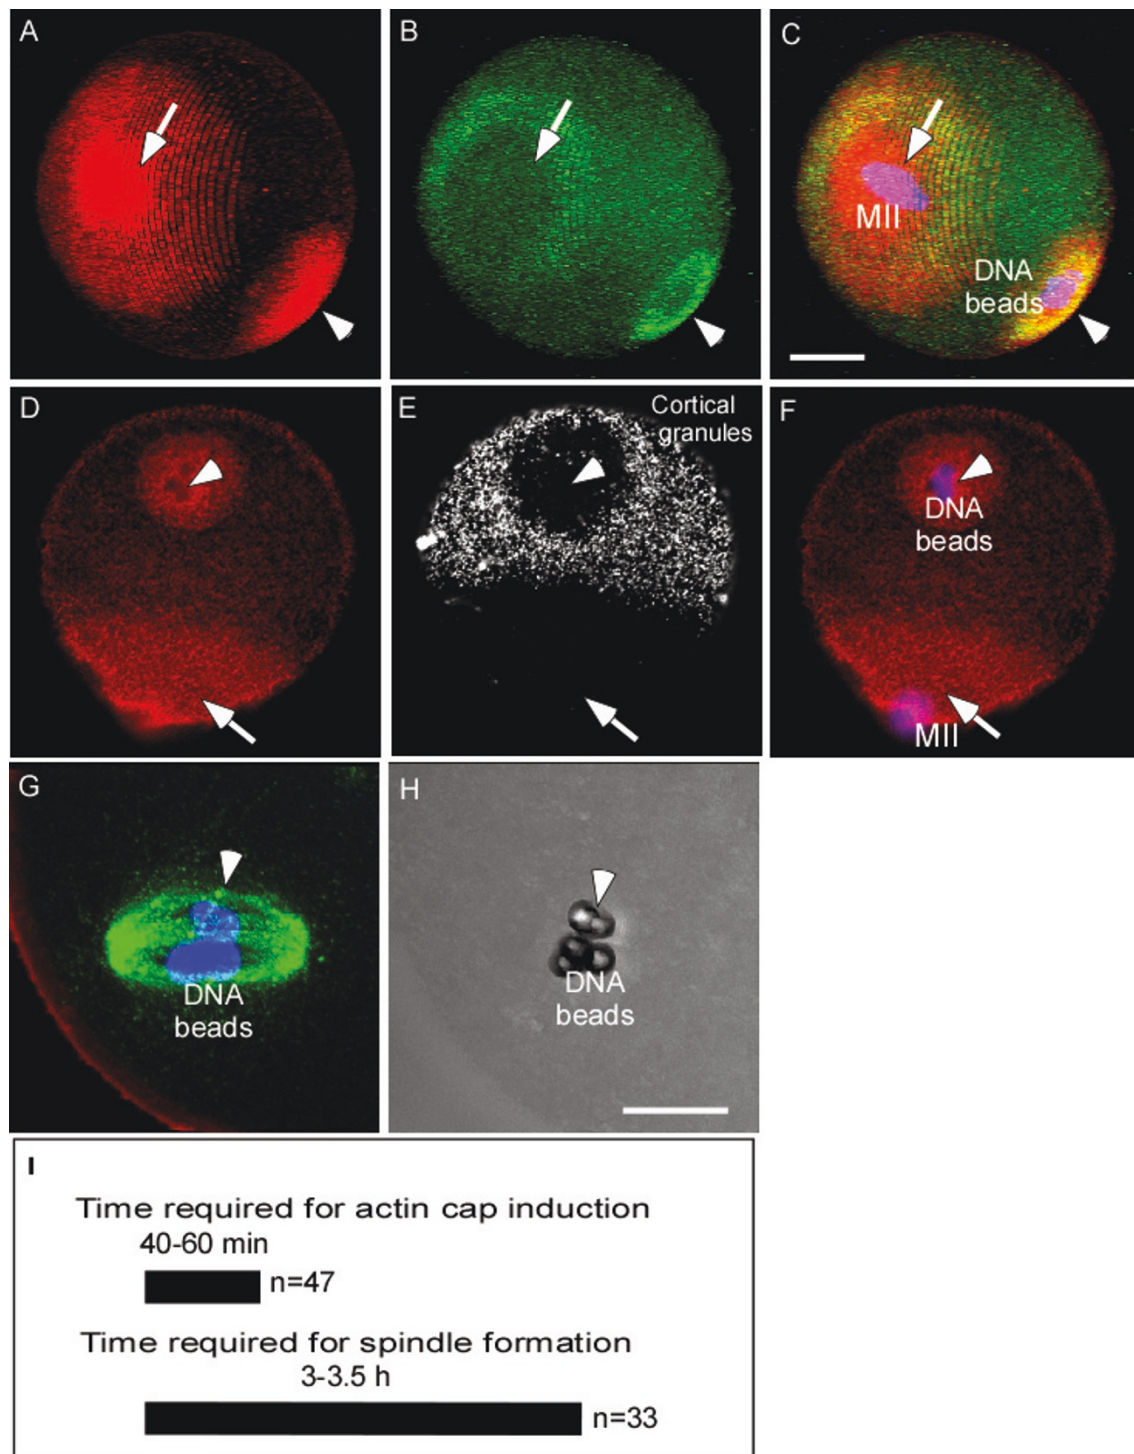 A
B
C
MII
DNA
beads
D
E
Cortical
granules
F
DNA
beads
MII
G
DNA
beads
H
DNA
beads
I
Time required for actin cap induction
40-60 min
n=47
Time required for spindle formation
3-3.5 h
n=33